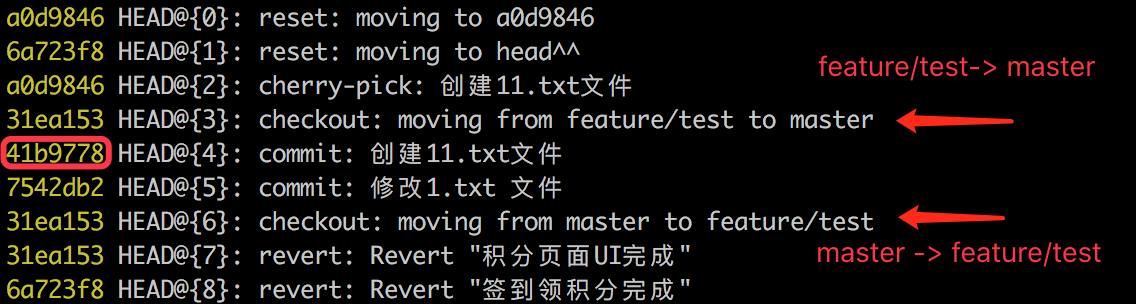 a0d9846 HEAD@{0}: reset: moving to a0d9846
6a723f8 HEAD@{1}: reset: moving to head^^
feature/test-> master
a0d9846 HEAD@{2}: cherry-pick: 创建11.txt文件
31ea153 HEAD@{3}: checkout: moving from feature/test to master
41b9778 HEAD@{4}: commit: 创建11.txt文件
7542db2 HEAD@{5}: commit: 修改1.txt 文件
31ea153 HEAD@{6}: checkout: moving from master to feature/test
31ea153 HEAD@{7}: revert: Revert "积分页面UI完成"
master -> feature/test
6a723f8 HEAD@{8}: revert: Revert "签到领积分完成"